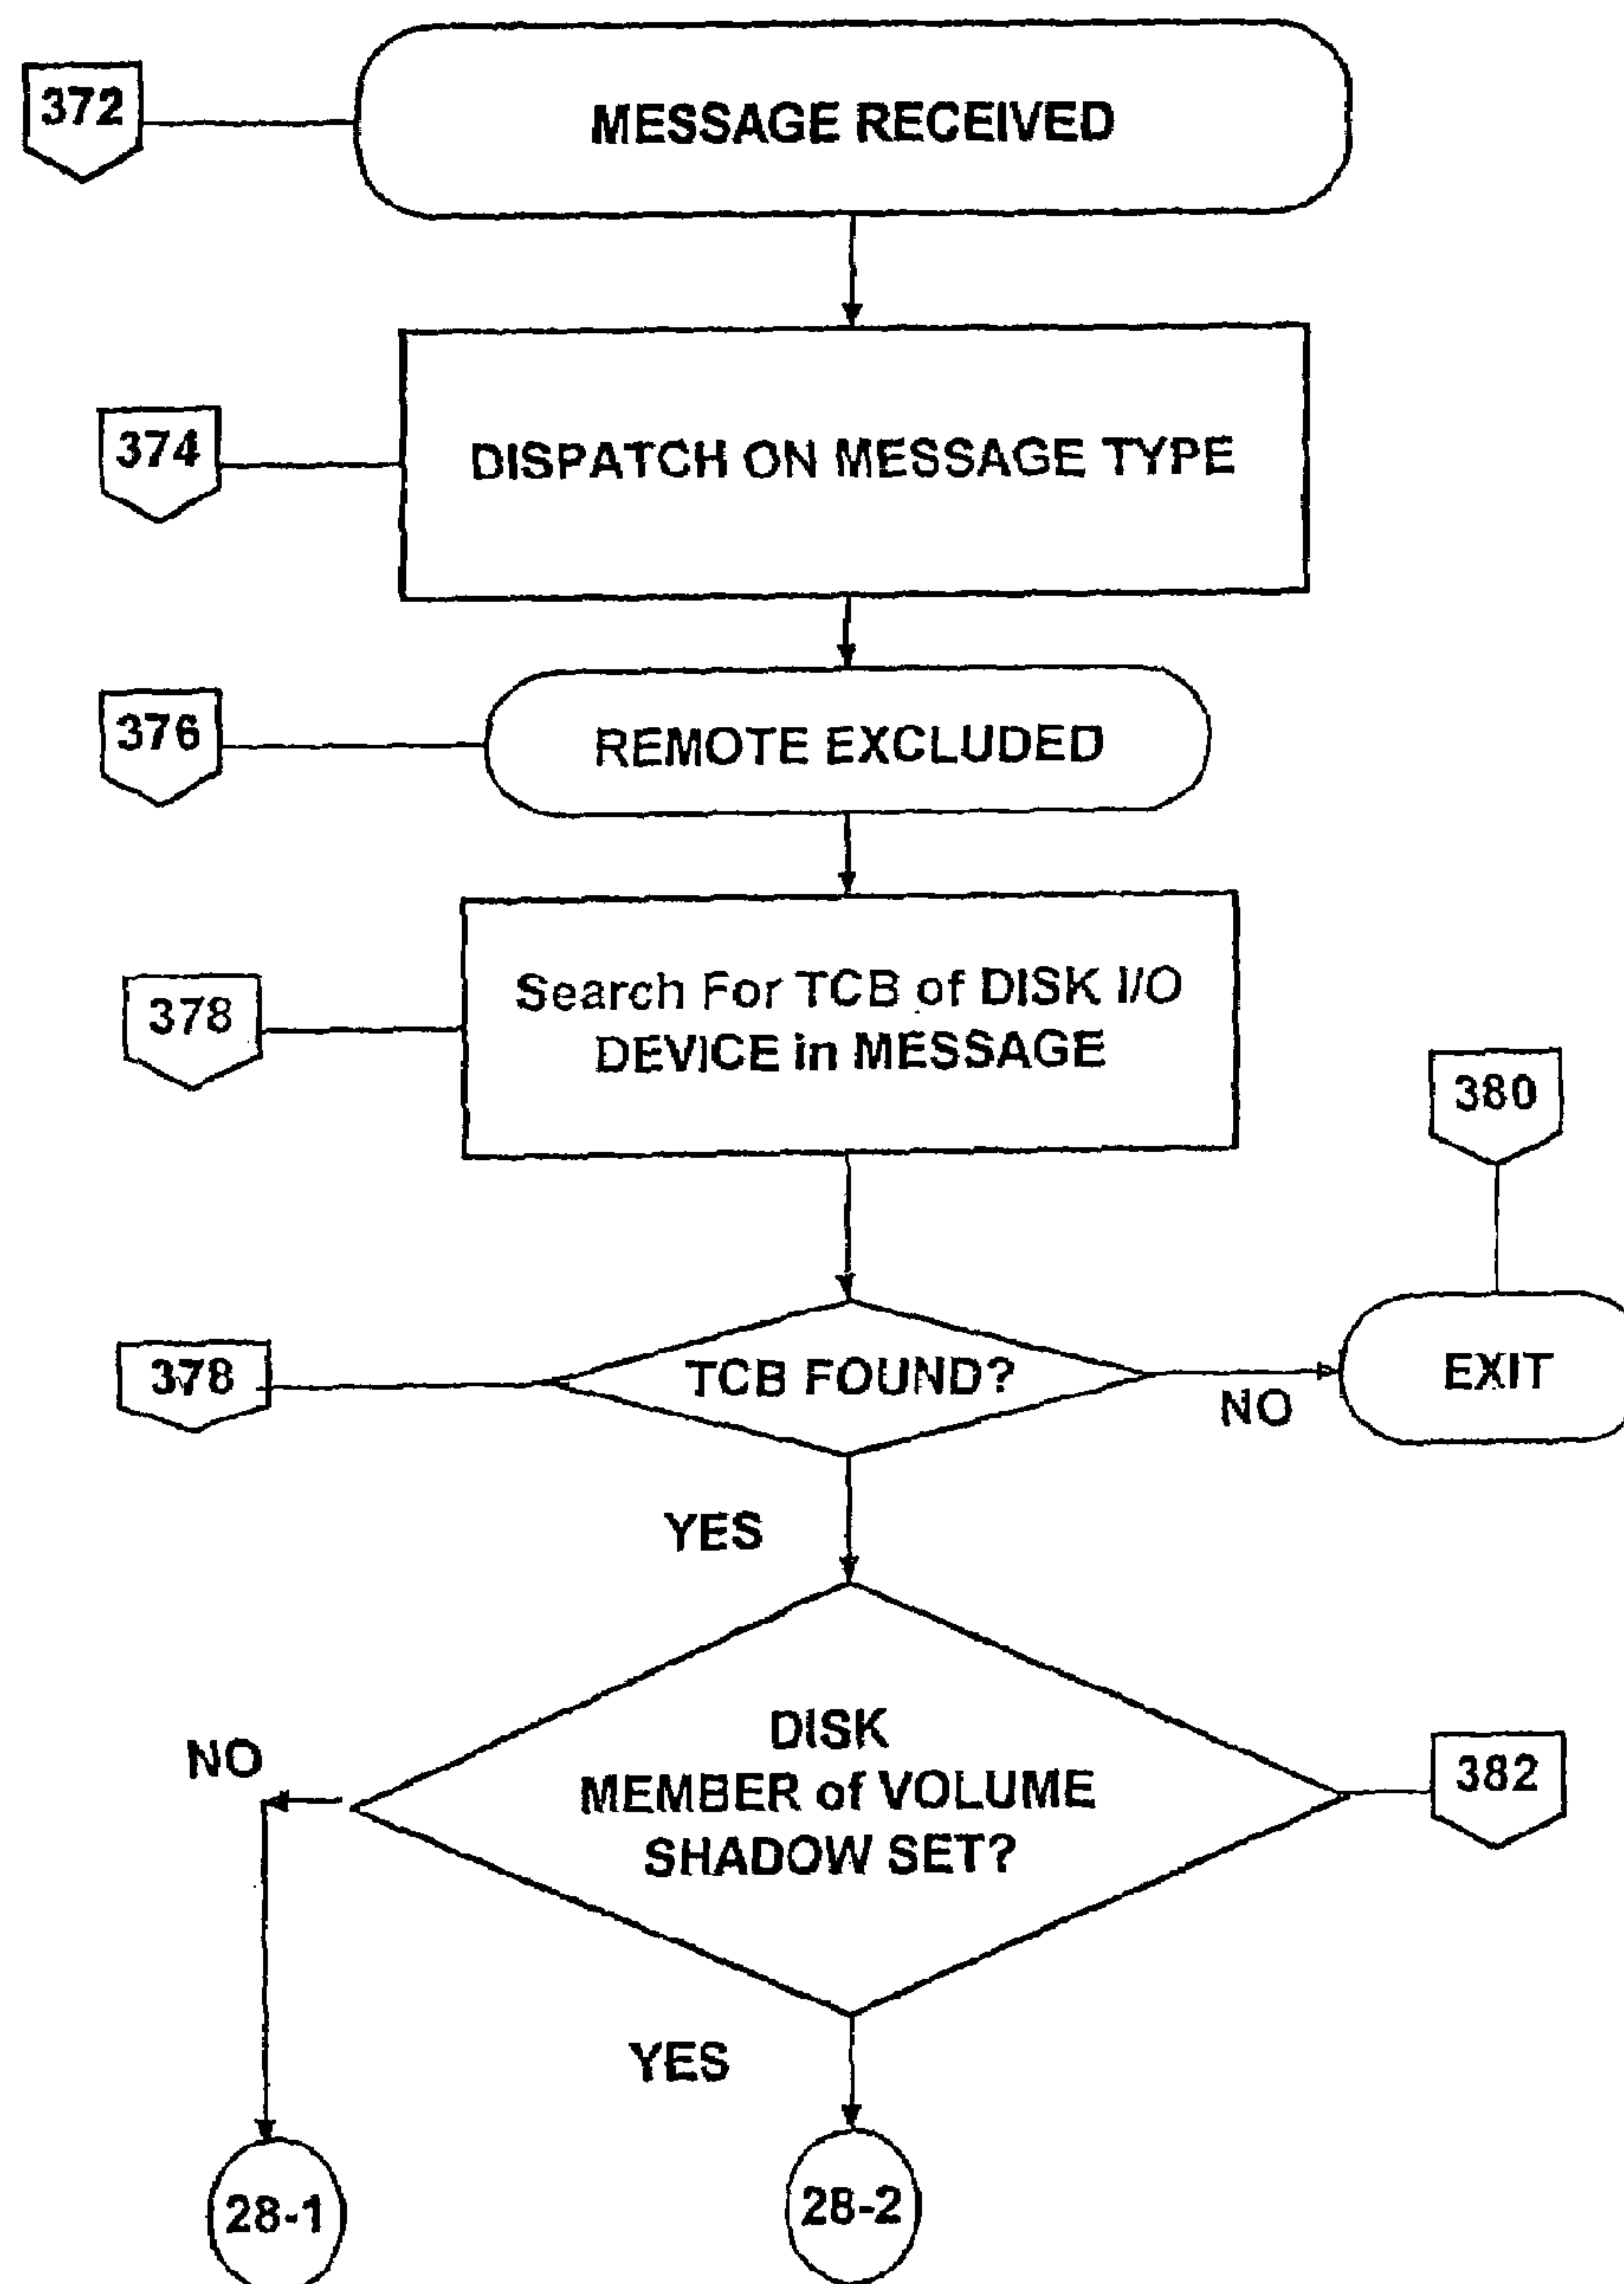 372
MESSAGE RECEIVED
374
DISPATCH ON MESSAGE TYPE
376
REMOTE EXCLUDED
378
Search For TCB of DISK I/O
DEVICE in MESSAGE
380
378
TCB FOUND?
NO
EXIT
YES
NO
DISK
MEMBER of VOLUME
SHADOW SET?
382
YES
28-1
28-2